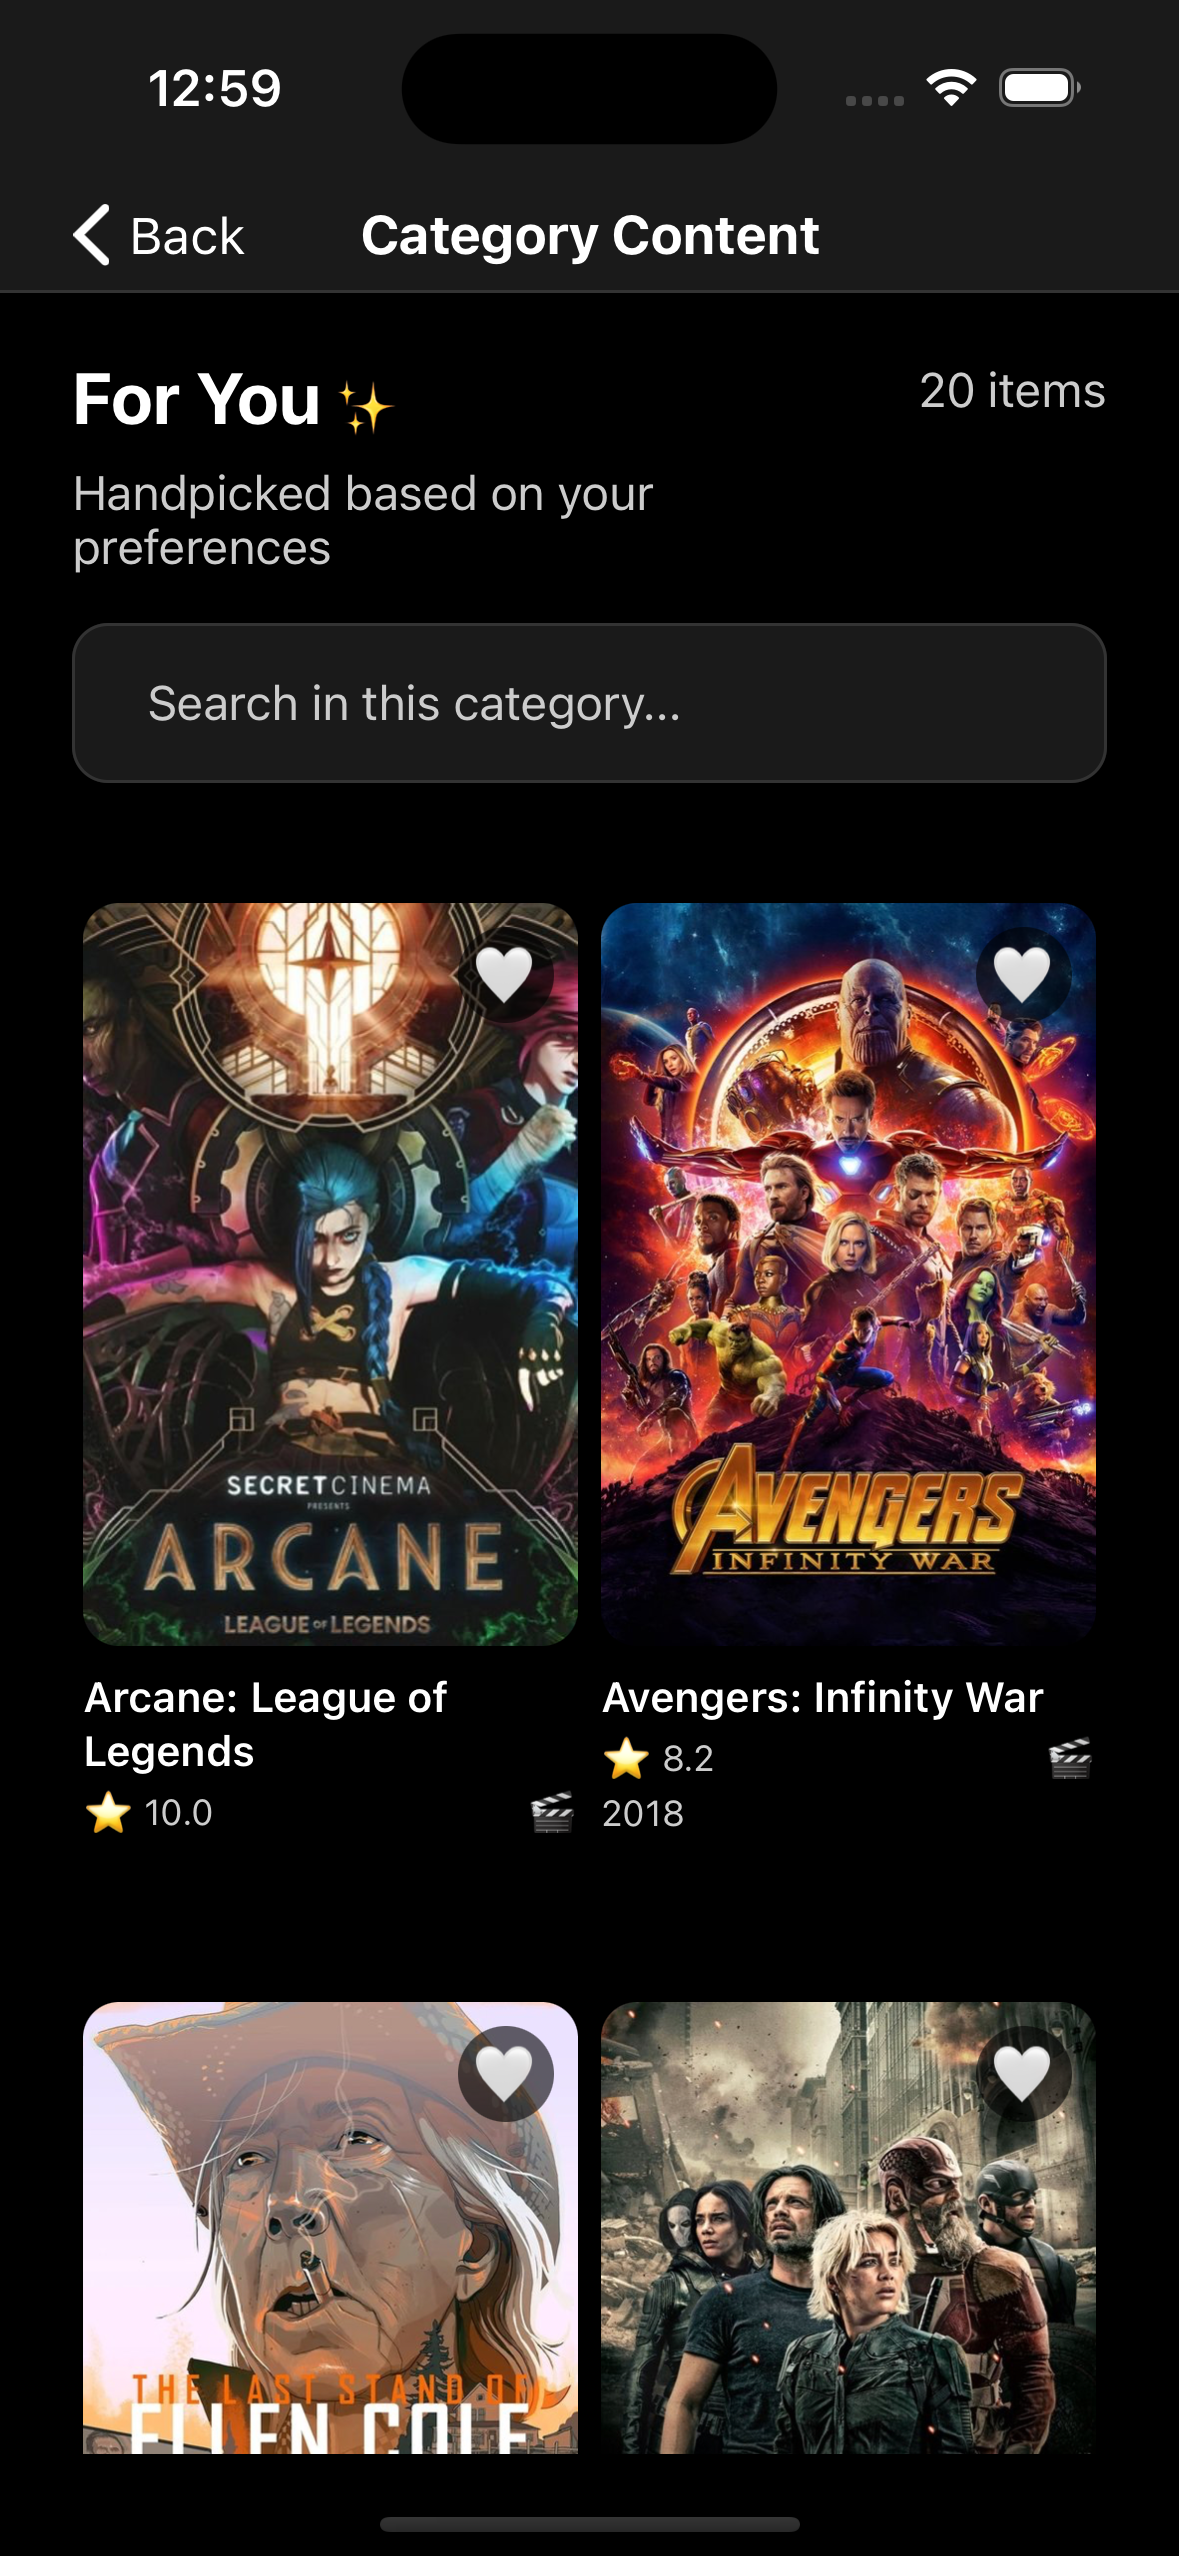 12:59
Back
Category Content
For You ✨
20 items
Handpicked based on your
preferences
Search in this category...
SECRETCINEMA
PRESENTS
ARCANE
LEAGUE OF LEGENDS
AVENGERS
INFINITY WAR
Arcane: League of
Legends
⭐ 10.0
Avengers: Infinity War
⭐ 8.2
2018
THE LAST STAND OF
ELLEN COLE